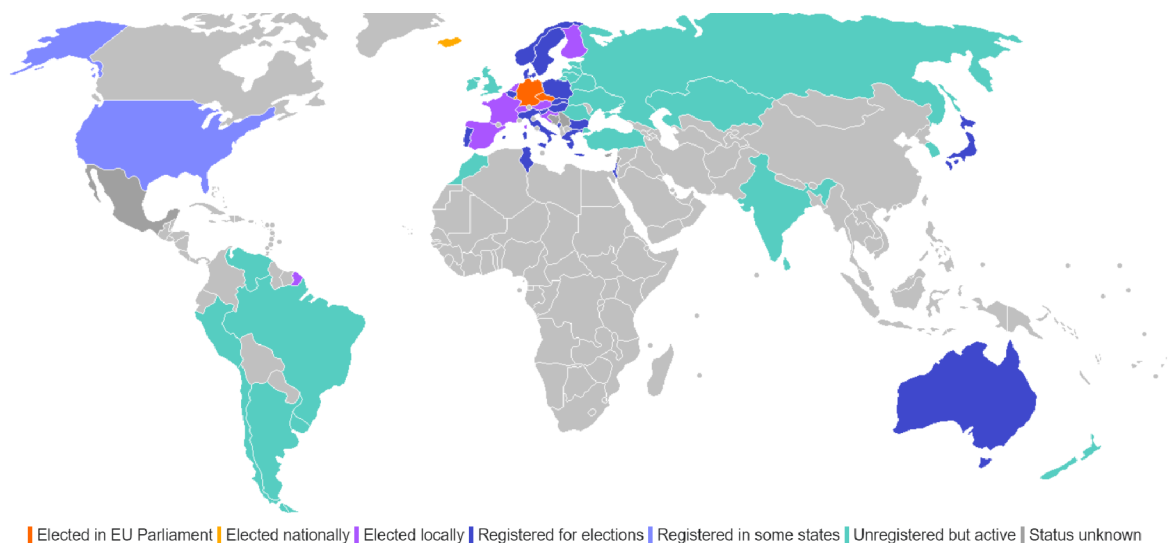 Elected in EU Parliament Elected nationally Elected locally Registered for elections Registered in some states Unregistered but active Status unknown